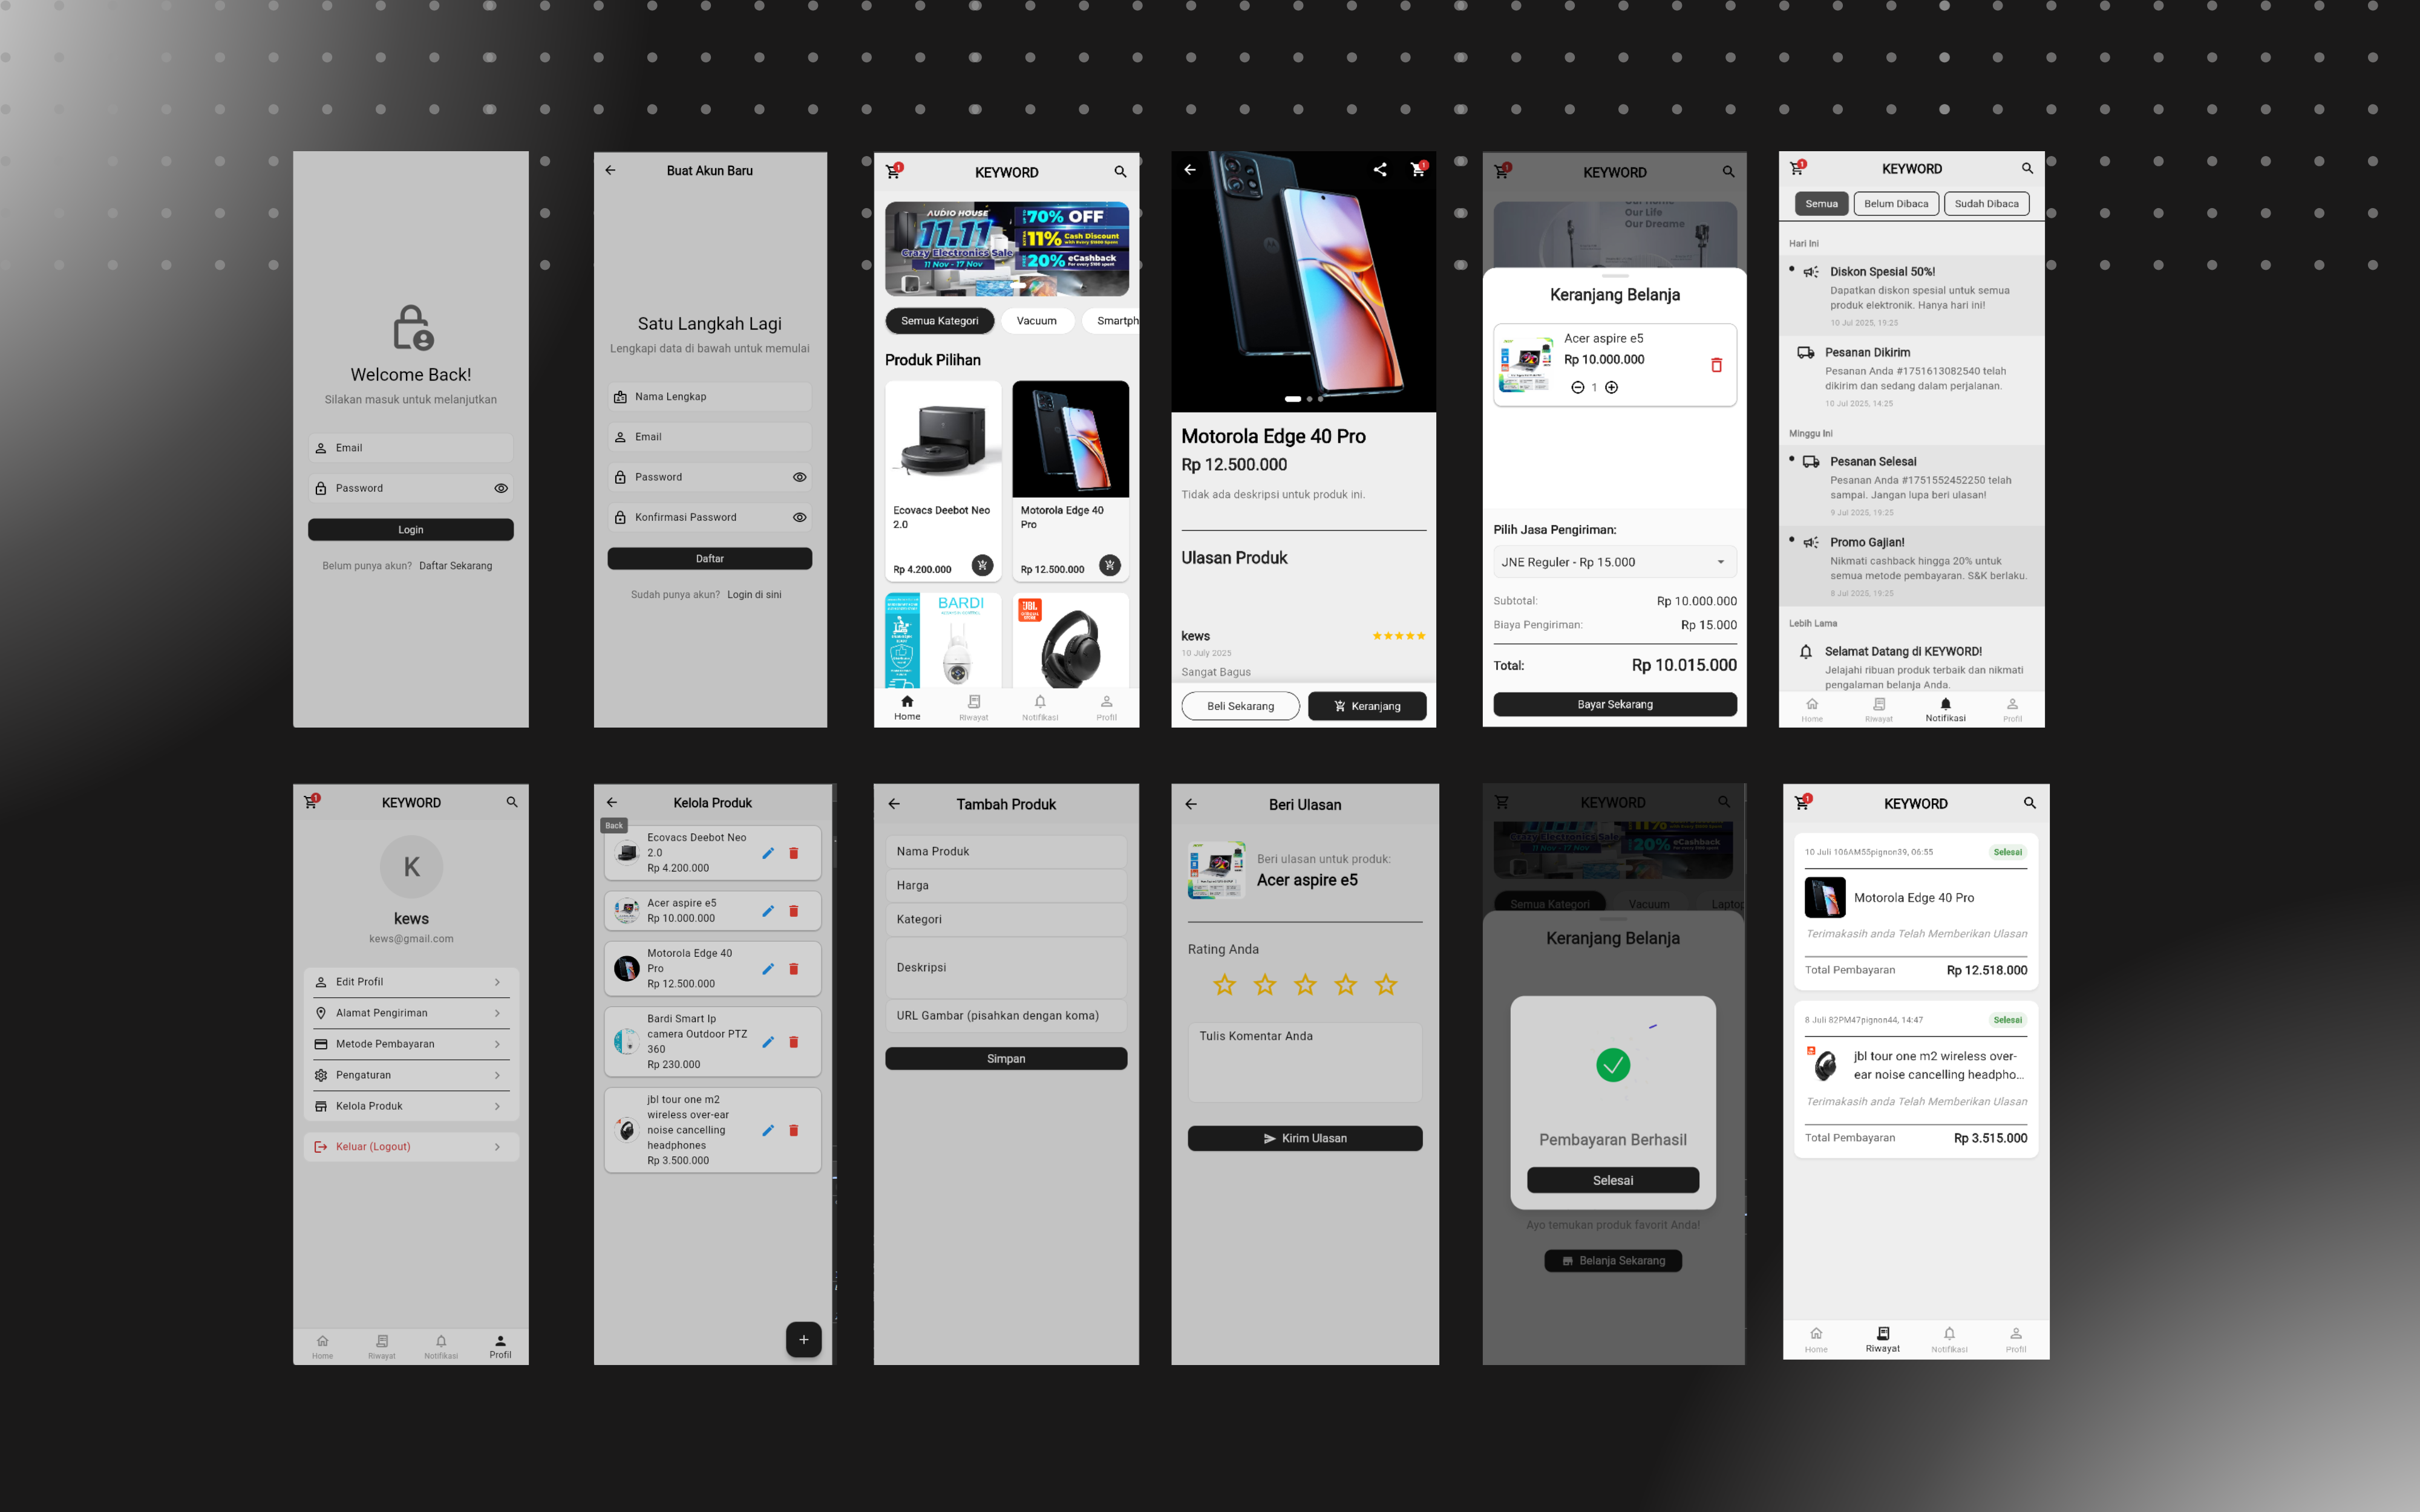 Welcome Back!
Silakan masuk untuk melanjutkan
Email
Password
Login
Belum punya akun? Daftar Sekarang
Buat Akun Baru
Satu Langkah Lagi
Lengkapi data di bawah untuk memulai
Nama Lengkap
Email
Password
Konfirmasi Password
Daftar
Sudah punya akun? Login di sini
1
KEYWORD
AUDIO HOUSE
11.11
Crazy Electronics Sale
11 Nov - 17 Nov
70% OFF
11% Cash Discount
20% eCashback
For every $100 spent
Semua Kategori
Vacuum
Smartph
Produk Pilihan
Ecovacs Deebot Neo
2.0
Rp 4.200.000
Motorola Edge 40
Pro
Rp 12.500.000
BARDI
JBL
Home
Riwayat
Notifikasi
Profil
1
Motorola Edge 40 Pro
Rp 12.500.000
Tidak ada deskripsi untuk produk ini.
Ulasan Produk
kews
10 July 2025
Sangat Bagus
Beli Sekarang
Keranjang
1
KEYWORD
Our Home
Our Life
Our Dreame
Keranjang Belanja
Acer aspire e5
Rp 10.000.000
1
Pilih Jasa Pengiriman:
JNE Reguler - Rp 15.000
Subtotal: Rp 10.000.000
Biaya Pengiriman: Rp 15.000
Total: Rp 10.015.000
Bayar Sekarang
1
KEYWORD
Semua
Belum Dibaca
Sudah Dibaca
Hari Ini
Diskon Spesial 50%!
Dapatkan diskon spesial untuk semua
produk elektronik. Hanya hari ini!
10 Jul 2025, 19:25
Pesanan Dikirim
Pesanan Anda #1751613082540 telah
dikirim dan sedang dalam perjalanan.
10 Jul 2025, 14:25
Minggu Ini
Pesanan Selesai
Pesanan Anda #1751552452250 telah
sampai. Jangan lupa beri ulasan!
9 Jul 2025, 19:25
Promo Gajian!
Nikmati cashback hingga 20% untuk
semua metode pembayaran. S&K berlaku.
8 Jul 2025, 19:25
Lebih Lama
Selamat Datang di KEYWORD!
Jelajahi ribuan produk terbaik dan nikmati
pengalaman belanja Anda.
Home
Riwayat
Notifikasi
Profil
1
KEYWORD
K
kews
kews@gmail.com
Edit Profil
Alamat Pengiriman
Metode Pembayaran
Pengaturan
Kelola Produk
Keluar (Logout)
Home
Riwayat
Notifikasi
Profil
Kelola Produk
Back
Ecovacs Deebot Neo
2.0
Rp 4.200.000
Acer aspire e5
Rp 10.000.000
Motorola Edge 40
Pro
Rp 12.500.000
Bardi Smart Ip
camera Outdoor PTZ
360
Rp 230.000
jbl tour one m2
wireless over-ear
noise cancelling
headphones
Rp 3.500.000
+
Tambah Produk
Nama Produk
Harga
Kategori
Deskripsi
URL Gambar (pisahkan dengan koma)
Simpan
Beri Ulasan
Beri ulasan untuk produk:
Acer aspire e5
Rating Anda
Tulis Komentar Anda
Kirim Ulasan
KEYWORD
Crazy Electronics Sale
11 Nov - 17 Nov
20% eCashback
Semua Kategori
Vacuum
Laptop
Keranjang Belanja
Pembayaran Berhasil
Selesai
Ayo temukan produk favorit Anda!
Belanja Sekarang
1
KEYWORD
10 Juli 106AM55pignon39, 06:55
Selesai
Motorola Edge 40 Pro
Terimakasih anda Telah Memberikan Ulasan
Total Pembayaran Rp 12.518.000
8 Juli 82PM47pignon44, 14:47
Selesai
jbl tour one m2 wireless over-
ear noise cancelling headpho...
Terimakasih anda Telah Memberikan Ulasan
Total Pembayaran Rp 3.515.000
Home
Riwayat
Notifikasi
Profil